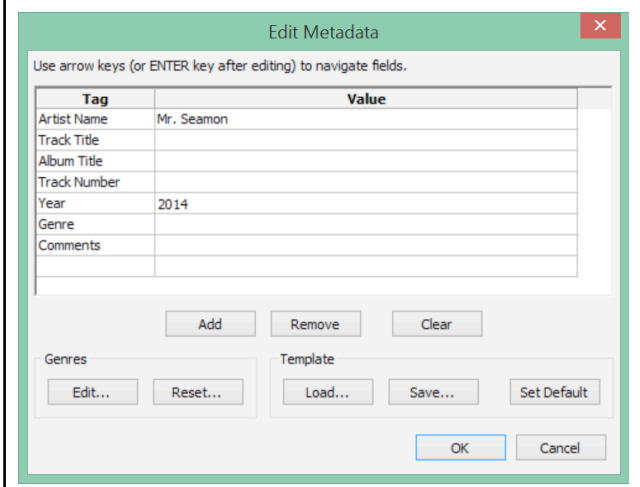 Edit Metadata
Use arrow keys (or ENTER key after editing) to navigate fields.
Tag Value
Artist Name Mr. Seamon
Track Title
Album Title
Track Number
Year 2014
Genre
Comments
Add Remove Clear
Genres Template
Edit... Reset... Load... Save... Set Default
OK Cancel